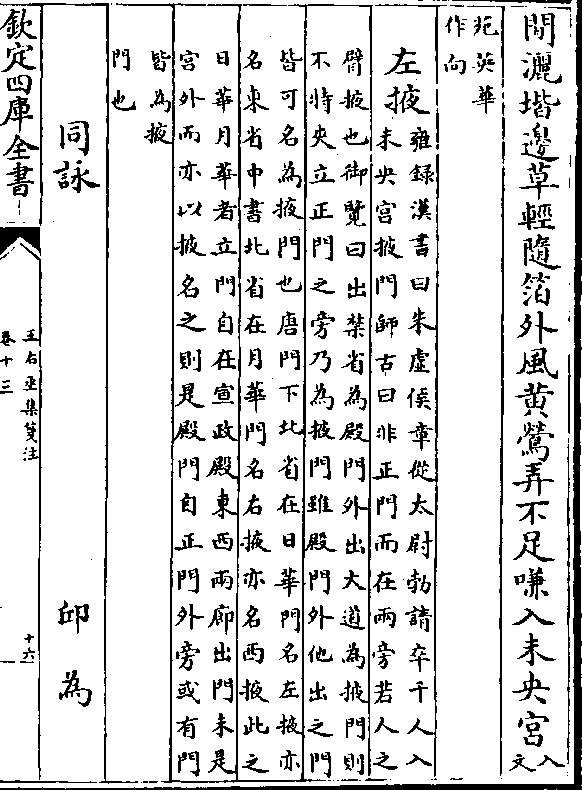 閒灑堦邊草輕隨箔外風黄鶯弄不足嗛入未央宫入文
苑英華
作向
左掖雍録漢書曰朱虚侯章從太尉勃請卒千人入
未央宫掖門師古曰非正門而在兩旁若人之
臂掖也御覽曰出禁省為殿門外出大道為掖門則
不特夾立正門之旁乃為掖門雖殿門外他出之門
皆可名為掖門也唐門下北省在日華門名左掖亦
名東省中書北省在月華門名右掖亦名西掖此之
日華月華者立門自在宣政殿東西兩廊出門未是
宫外而亦以掖名之則是殿門自正門外旁或有門
皆為掖
門也
同詠 邱為
欽定四庫全書
王右丞集箋注
卷十三
十六